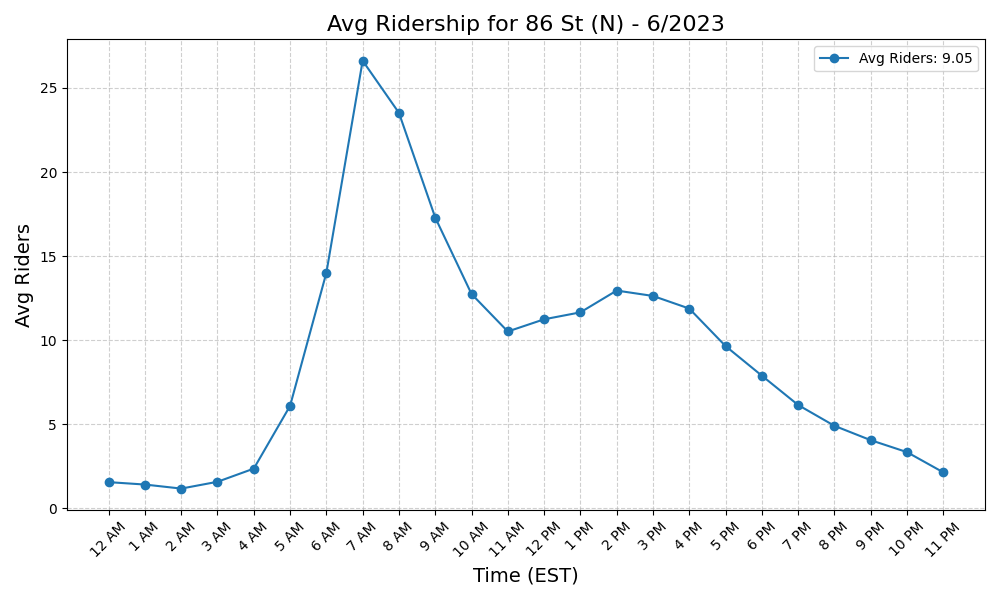 Avg Ridership for 86 St (N) - 6/2023
Avg Riders: 9.05
Avg Riders
25
20
15
10
5
0
12 AM
1 AM
2 AM
3 AM
4 AM
5 AM
6 AM
7 AM
8 AM
9 AM
10 AM
11 AM
12 PM
1 PM
2 PM
3 PM
4 PM
5 PM
6 PM
7 PM
8 PM
9 PM
10 PM
11 PM
Time (EST)